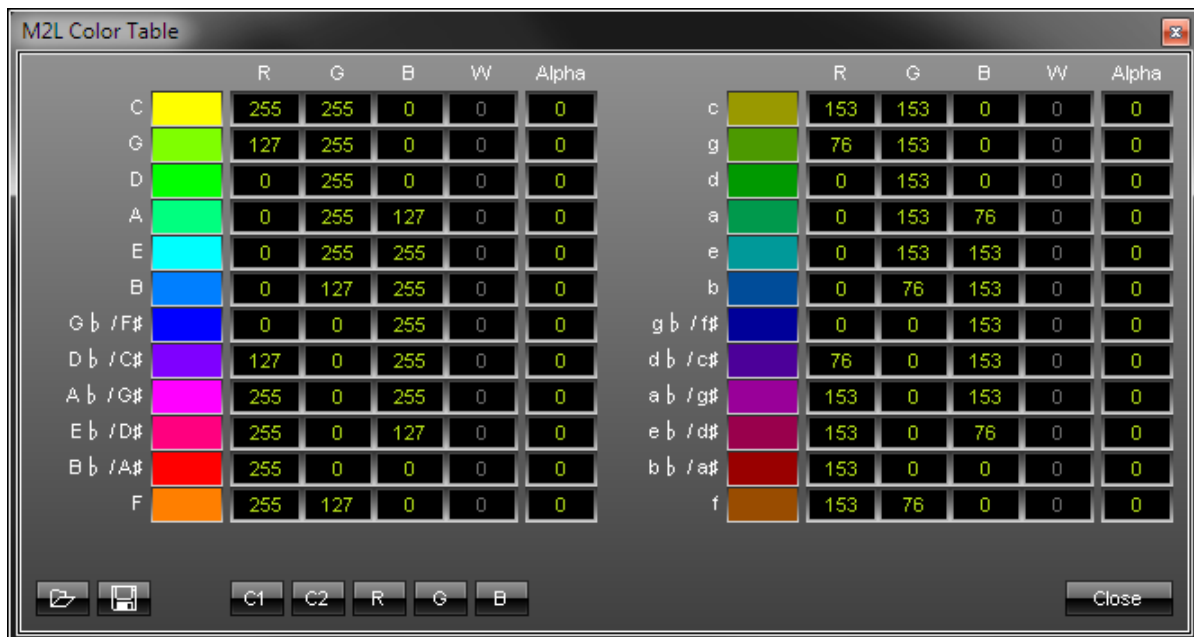 M2L Color Table
R G B W Alpha R G B W Alpha
C 255 255 0 0 0 c 153 153 0 0 0
G 127 255 0 0 0 g 76 153 0 0 0
D 0 255 0 0 0 d 0 153 0 0 0
A 0 255 127 0 0 a 0 153 76 0 0
E 0 255 255 0 0 e 0 153 153 0 0
B 0 127 255 0 0 b 0 76 153 0 0
G♭/F♯ 0 0 255 0 0 g♭/f♯ 0 0 153 0 0
D♭/C♯ 127 0 255 0 0 d♭/c♯ 76 0 153 0 0
A♭/G♯ 255 0 255 0 0 a♭/g♯ 153 0 153 0 0
E♭/D♯ 255 0 127 0 0 e♭/d♯ 153 0 76 0 0
B♭/A♯ 255 0 0 0 0 b♭/a♯ 153 0 0 0 0
F 255 127 0 0 0 f 153 76 0 0 0
C1 C2 R G B Close